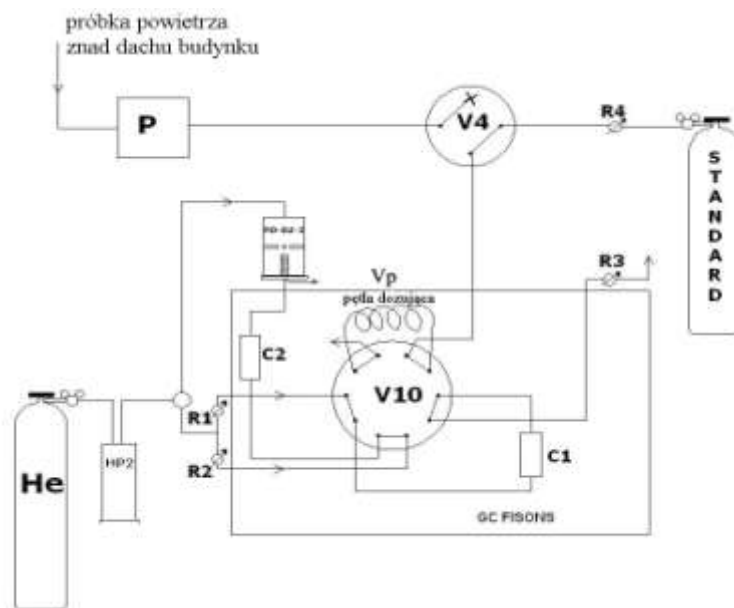 próbka powietrza
znad dachu budynku
P
V4
R4
STANDARD
R3
Vp
pętla dozująca
C2
V10
R1
R2
C1
He
HP2
GC FISONS